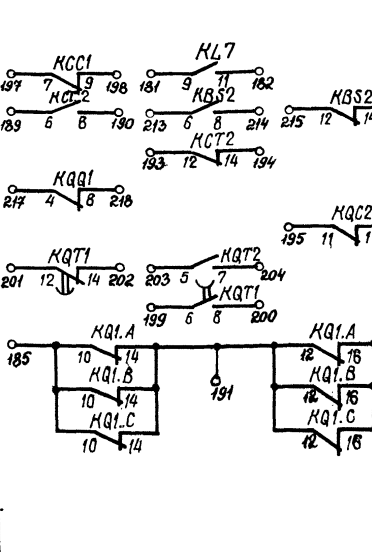 KCC1 KL7
197 7 9 198 181 9 11 182
KCC2 KBS2 KBS2
189 6 8 190 213 6 8 214 215 12 14
KCT2
193 12 14 194
KQQ1
217 4 8 218
KQC2
195 11
KQT1 KQT2
201 12 14 202 203 5 7 204
KQT1
199 6 8 200
KQ1.A KQ1.A
185 10 14 12 16
KQ1.B KQ1.B
10 14 191 12 16
KQ1.C KQ1.C
10 14 12 16